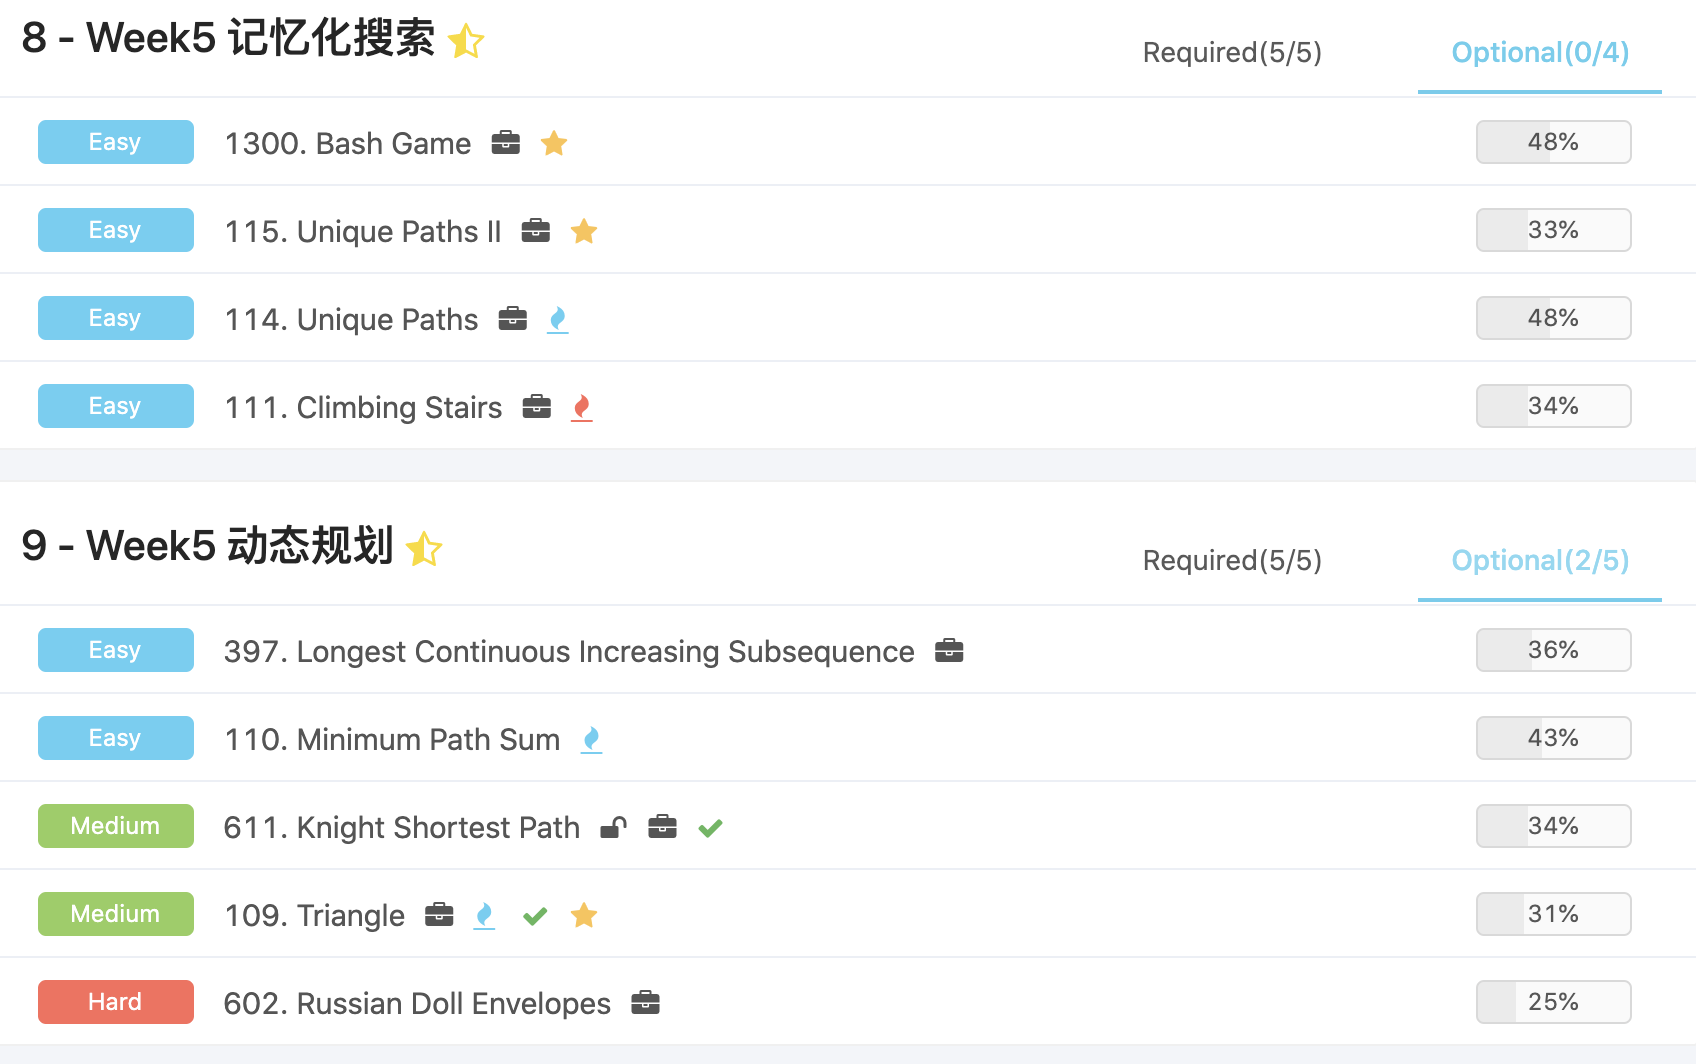 8 - Week5 记忆化搜索 Required(5/5) Optional(0/4)
Easy 1300. Bash Game 48%
Easy 115. Unique Paths II 33%
Easy 114. Unique Paths 48%
Easy 111. Climbing Stairs 34%
9 - Week5 动态规划 Required(5/5) Optional(2/5)
Easy 397. Longest Continuous Increasing Subsequence 36%
Easy 110. Minimum Path Sum 43%
Medium 611. Knight Shortest Path 34%
Medium 109. Triangle 31%
Hard 602. Russian Doll Envelopes 25%